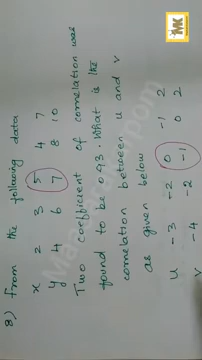 8) From the following data
x 2 3 5 4 7
y 4 6 7 8 10
Two coefficient of correlation was
found to be 0.93. What is the
correlation between u and v
as given below
u -3 -2 0 -1 2
v -4 -2 -1 0 2
MK